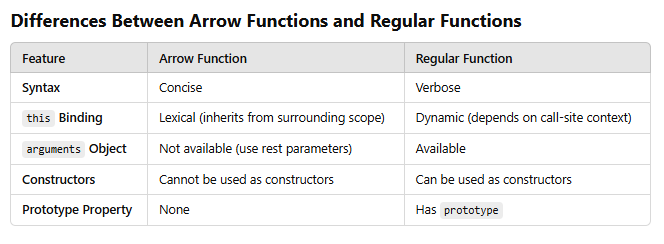 Differences Between Arrow Functions and Regular Functions
Feature Arrow Function Regular Function
Syntax Concise Verbose
this Binding Lexical (inherits from surrounding scope) Dynamic (depends on call-site context)
arguments Object Not available (use rest parameters) Available
Constructors Cannot be used as constructors Can be used as constructors
Prototype Property None Has prototype